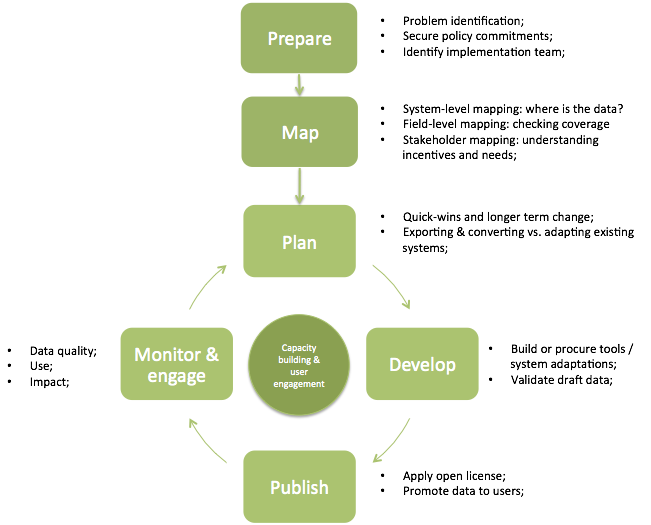 Prepare
• Problem identification;
• Secure policy commitments;
• Identify implementation team;
Map
• System-level mapping: where is the data?
• Field-level mapping: checking coverage
• Stakeholder mapping: understanding
incentives and needs;
Plan
• Quick-wins and longer term change;
• Exporting & converting vs. adapting existing
systems;
Develop
• Build or procure tools /
system adaptations;
• Validate draft data;
Publish
• Apply open license;
• Promote data to users;
Monitor &
engage
• Data quality;
• Use;
• Impact;
Capacity
building &
user
engagement